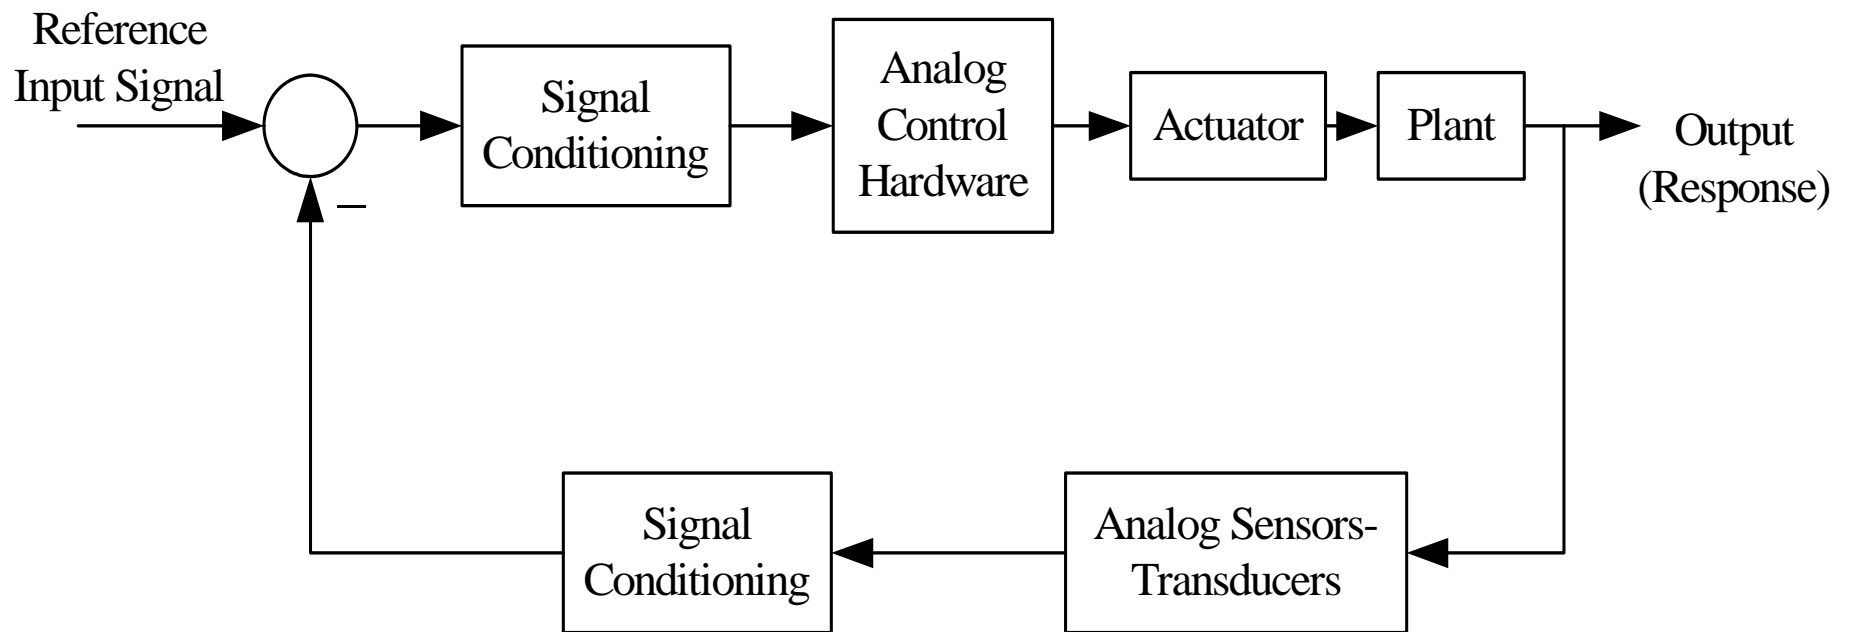 Reference
Input Signal
Signal
Conditioning
Analog
Control
Hardware
Actuator
Plant
Output
(Response)
–
Signal
Conditioning
Analog Sensors-
Transducers